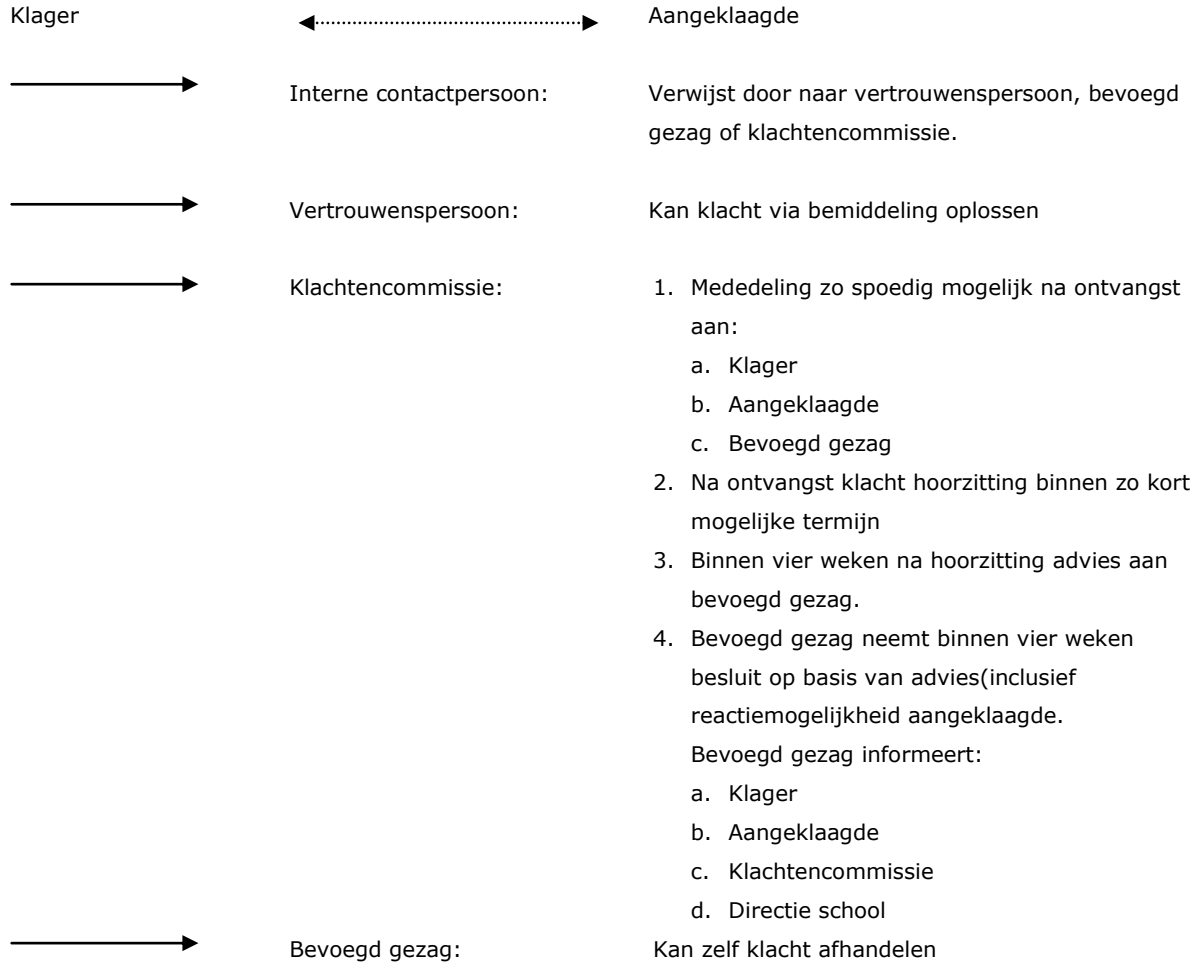 Klager Aangeklaagde
Interne contactpersoon: Verwijst door naar vertrouwenspersoon, bevoegd
gezag of klachtencommissie.
Vertrouwenspersoon: Kan klacht via bemiddeling oplossen
Klachtencommissie: 1. Mededeling zo spoedig mogelijk na ontvangst
aan:
a. Klager
b. Aangeklaagde
c. Bevoegd gezag
2. Na ontvangst klacht hoorzitting binnen zo kort
mogelijke termijn
3. Binnen vier weken na hoorzitting advies aan
bevoegd gezag.
4. Bevoegd gezag neemt binnen vier weken
besluit op basis van advies(inclusief
reactiemogelijkheid aangeklaagde.
Bevoegd gezag informeert:
a. Klager
b. Aangeklaagde
c. Klachtencommissie
d. Directie school
Bevoegd gezag: Kan zelf klacht afhandelen